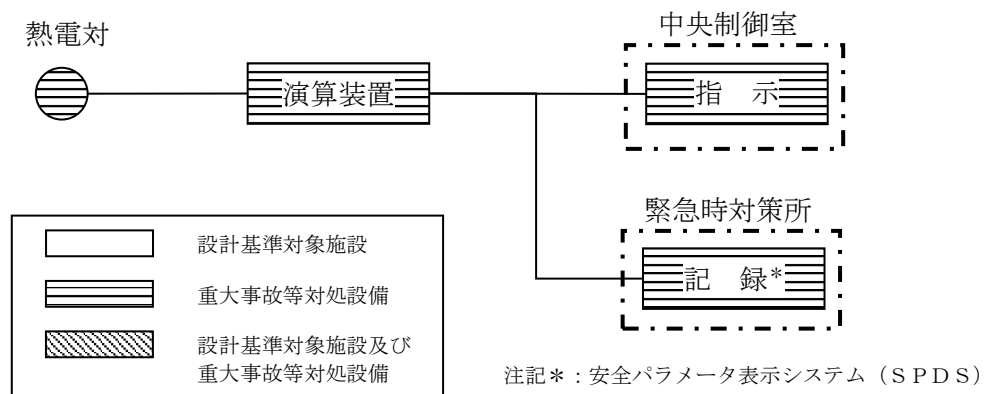 熱電対
中央制御室
演算装置
指　示
緊急時対策所
記　録*
設計基準対象施設
重大事故等対処設備
設計基準対象施設及び
重大事故等対処設備
注記＊：安全パラメータ表示システム（ＳＰＤＳ）